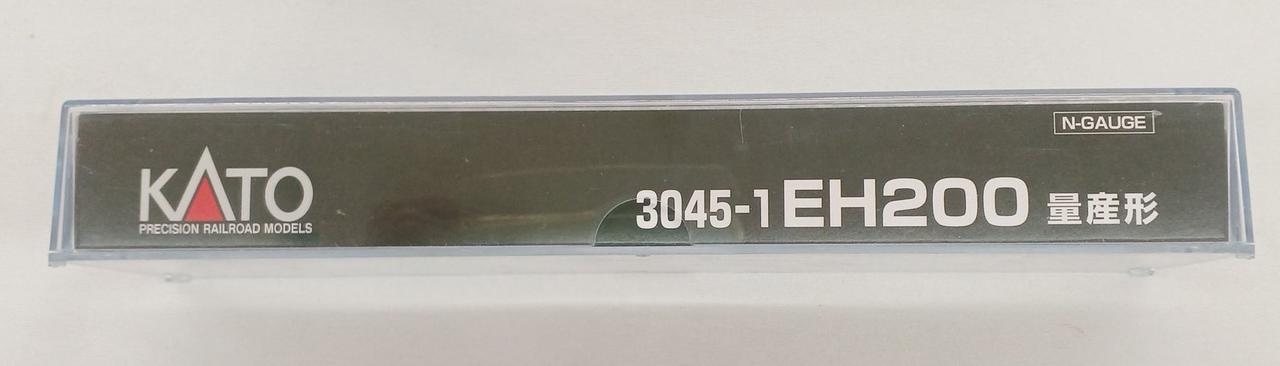 N-GAUGE
KATO
PRECISION RAILROAD MODELS
3045-1 EH200 量産形